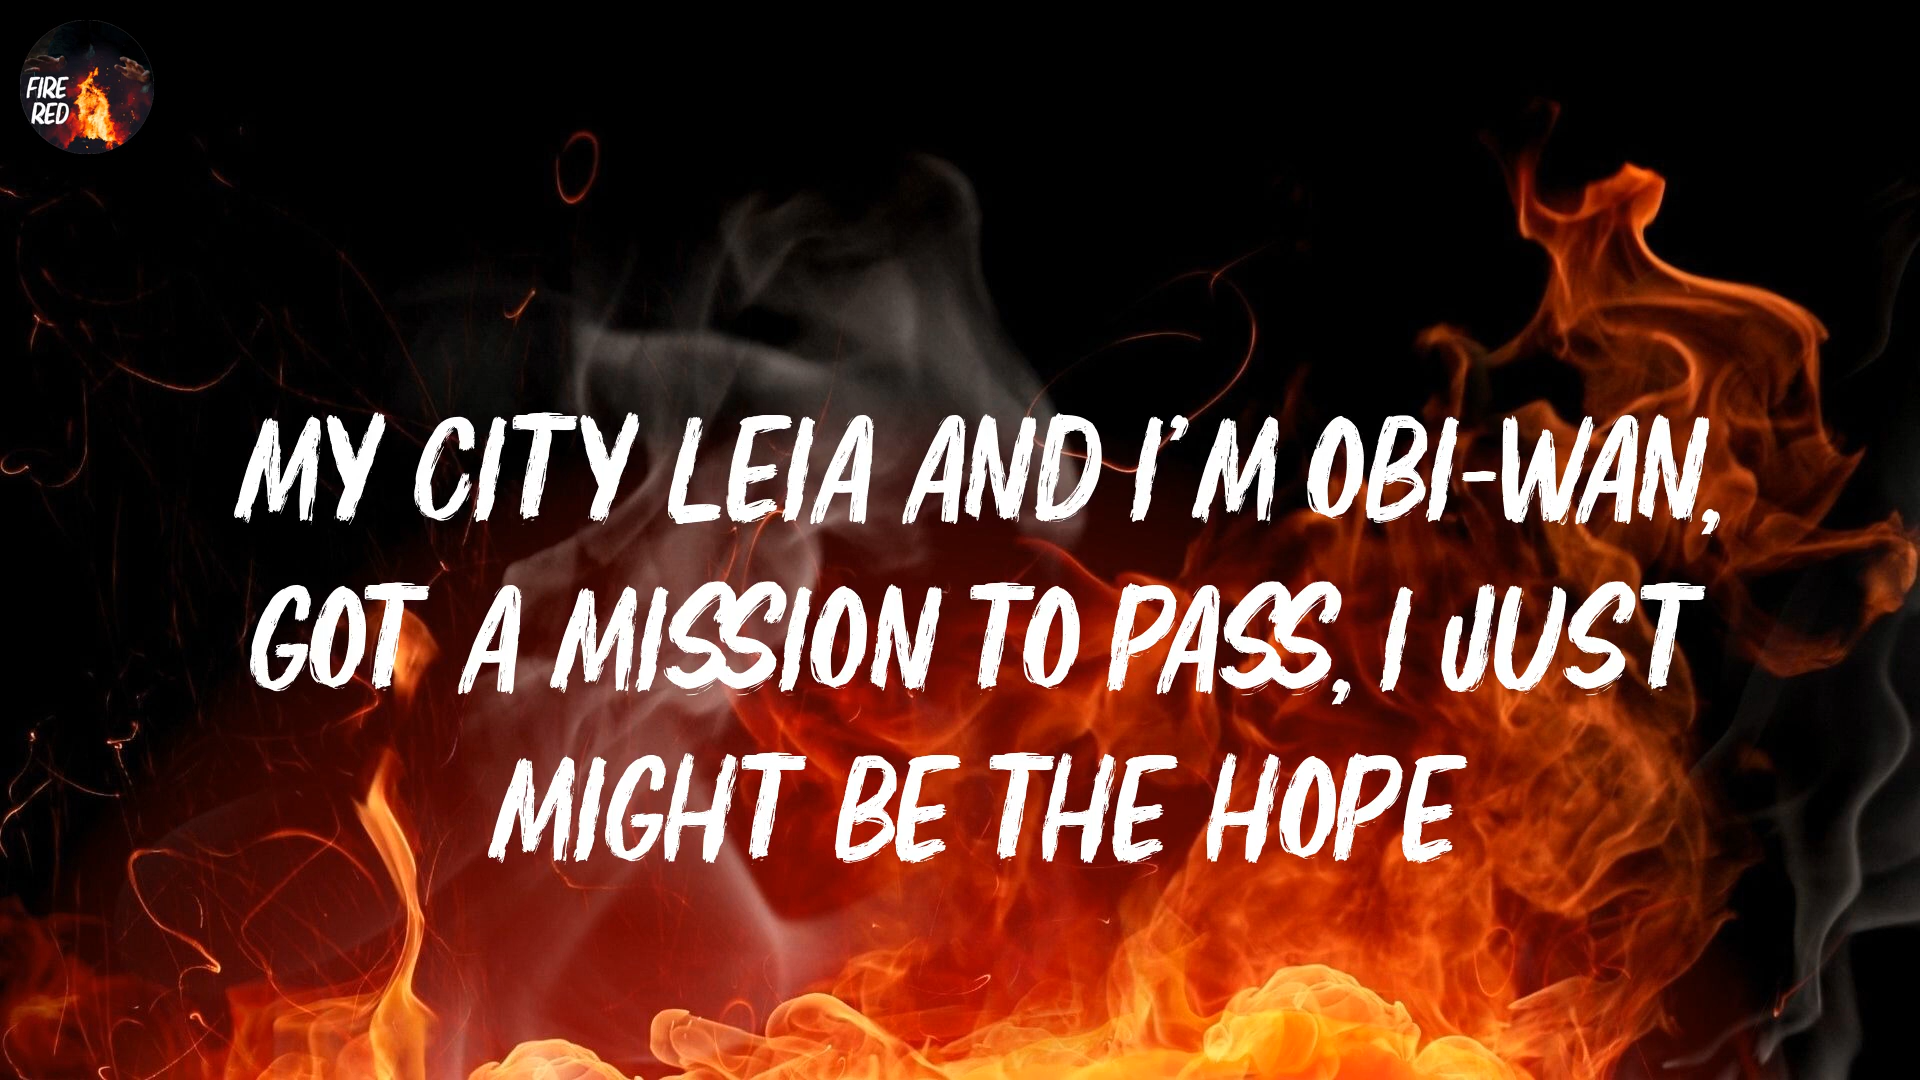 FIRE
RED
MY CITY LEIA AND I'M OBI-WAN,
GOT A MISSION TO PASS, I JUST
MIGHT BE THE HOPE